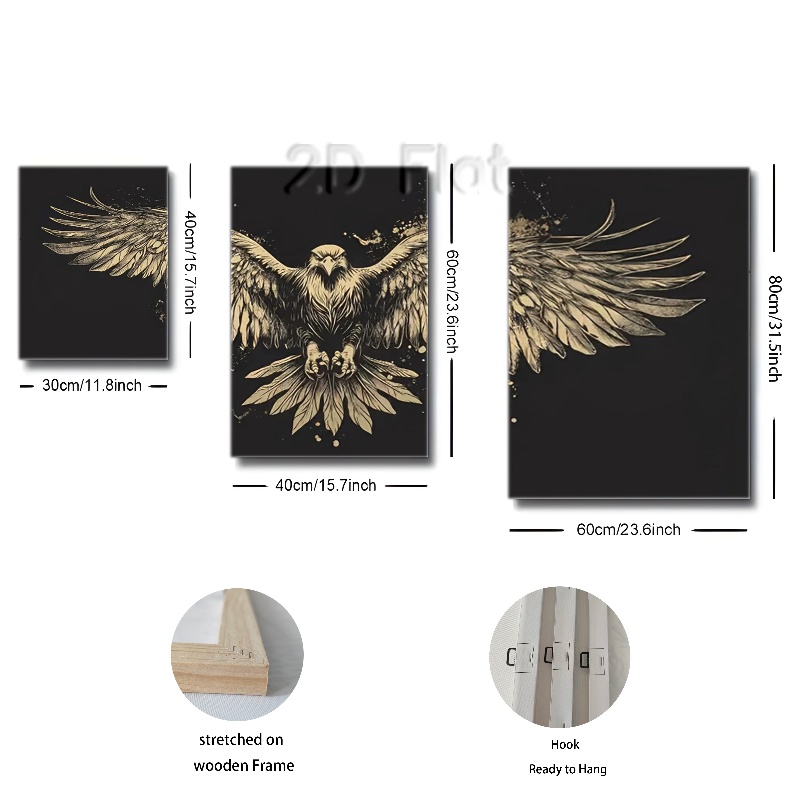 2D Flat
40cm/15.7inch
60cm/23.6inch
80cm/31.5inch
30cm/11.8inch
40cm/15.7inch
60cm/23.6inch
stretched on
wooden Frame
Hook
Ready to Hang